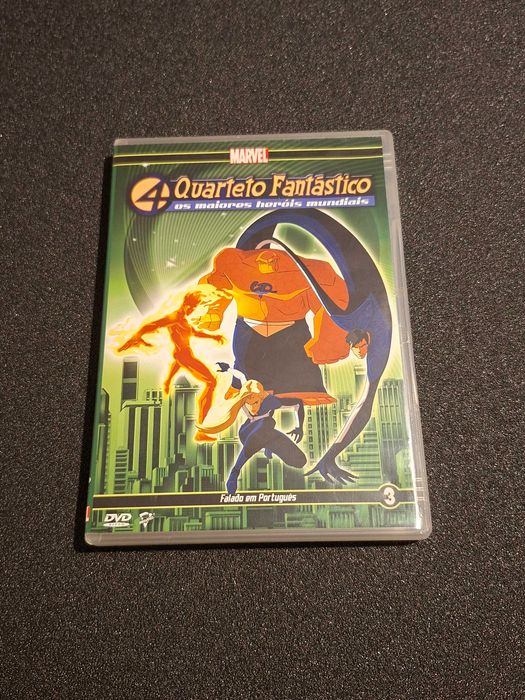 MARVEL
4 Quarteto Fantástico
os maiores heróis mundiais
Falado em Português
3
DVD